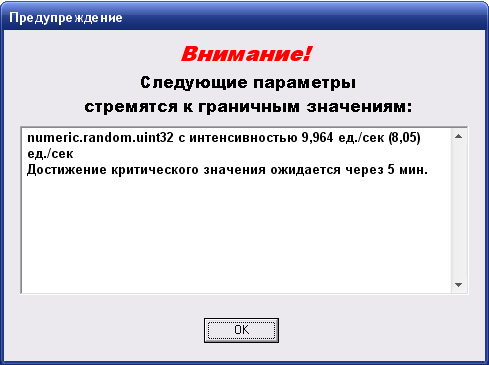 Предупреждение
Внимание!
Следующие параметры
стремятся к граничным значениям:
numeric.random.uint32 с интенсивностью 9,964 ед./сек (8,05)
ед./сек
Достижение критического значения ожидается через 5 мин.
OK